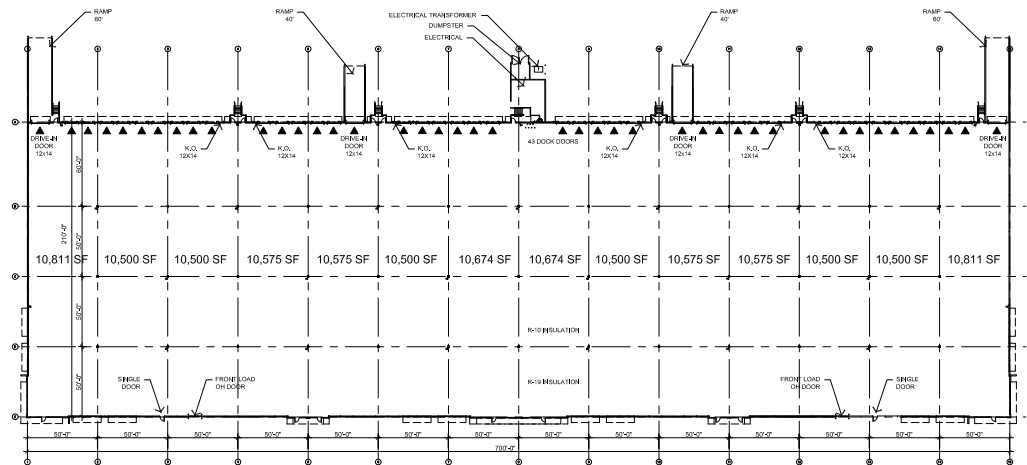 RAMP
60'
RAMP
40'
ELECTRICAL TRANSFORMER
DUMPSTER
ELECTRICAL
RAMP
40'
RAMP
60'
DRIVE-IN
DOOR
12x14
K.O.
12X14
K.O.
12X14
DRIVE-IN
DOOR
12x14
K.O.
12X14
43 DOCK DOORS
K.O.
12X14
DRIVE-IN
DOOR
12x14
K.O.
12X14
K.O.
12X14
DRIVE-IN
DOOR
12x14
60'-0"
210'-0"
50'-0"
10,811 SF
10,500 SF
10,500 SF
10,575 SF
10,575 SF
10,500 SF
10,674 SF
10,674 SF
10,500 SF
10,575 SF
10,575 SF
10,500 SF
10,500 SF
10,811 SF
50'-0"
R-10 INSULATION
R-19 INSULATION
50'-0"
SINGLE
DOOR
FRONT LOAD
OH DOOR
FRONT LOAD
OH DOOR
SINGLE
DOOR
50'-0"
50'-0"
50'-0"
50'-0"
50'-0"
50'-0"
50'-0"
50'-0"
50'-0"
50'-0"
50'-0"
50'-0"
50'-0"
50'-0"
700'-0"